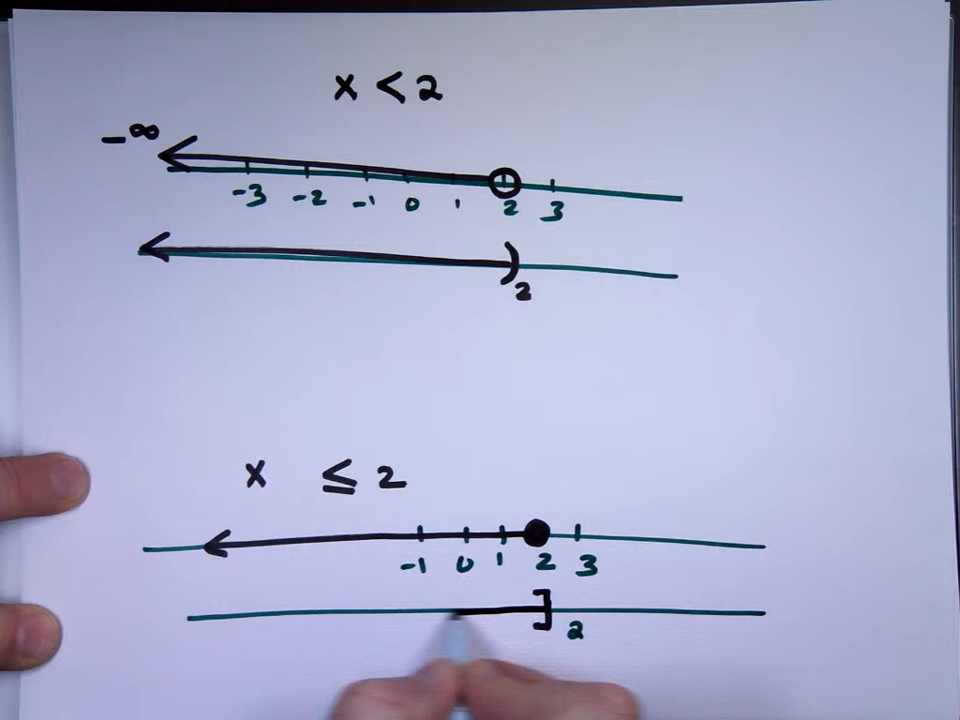 x < 2
-∞
-3 -2 -1 0 1 2 3
) 2
x ≤ 2
-1 0 1 2 3
] 2